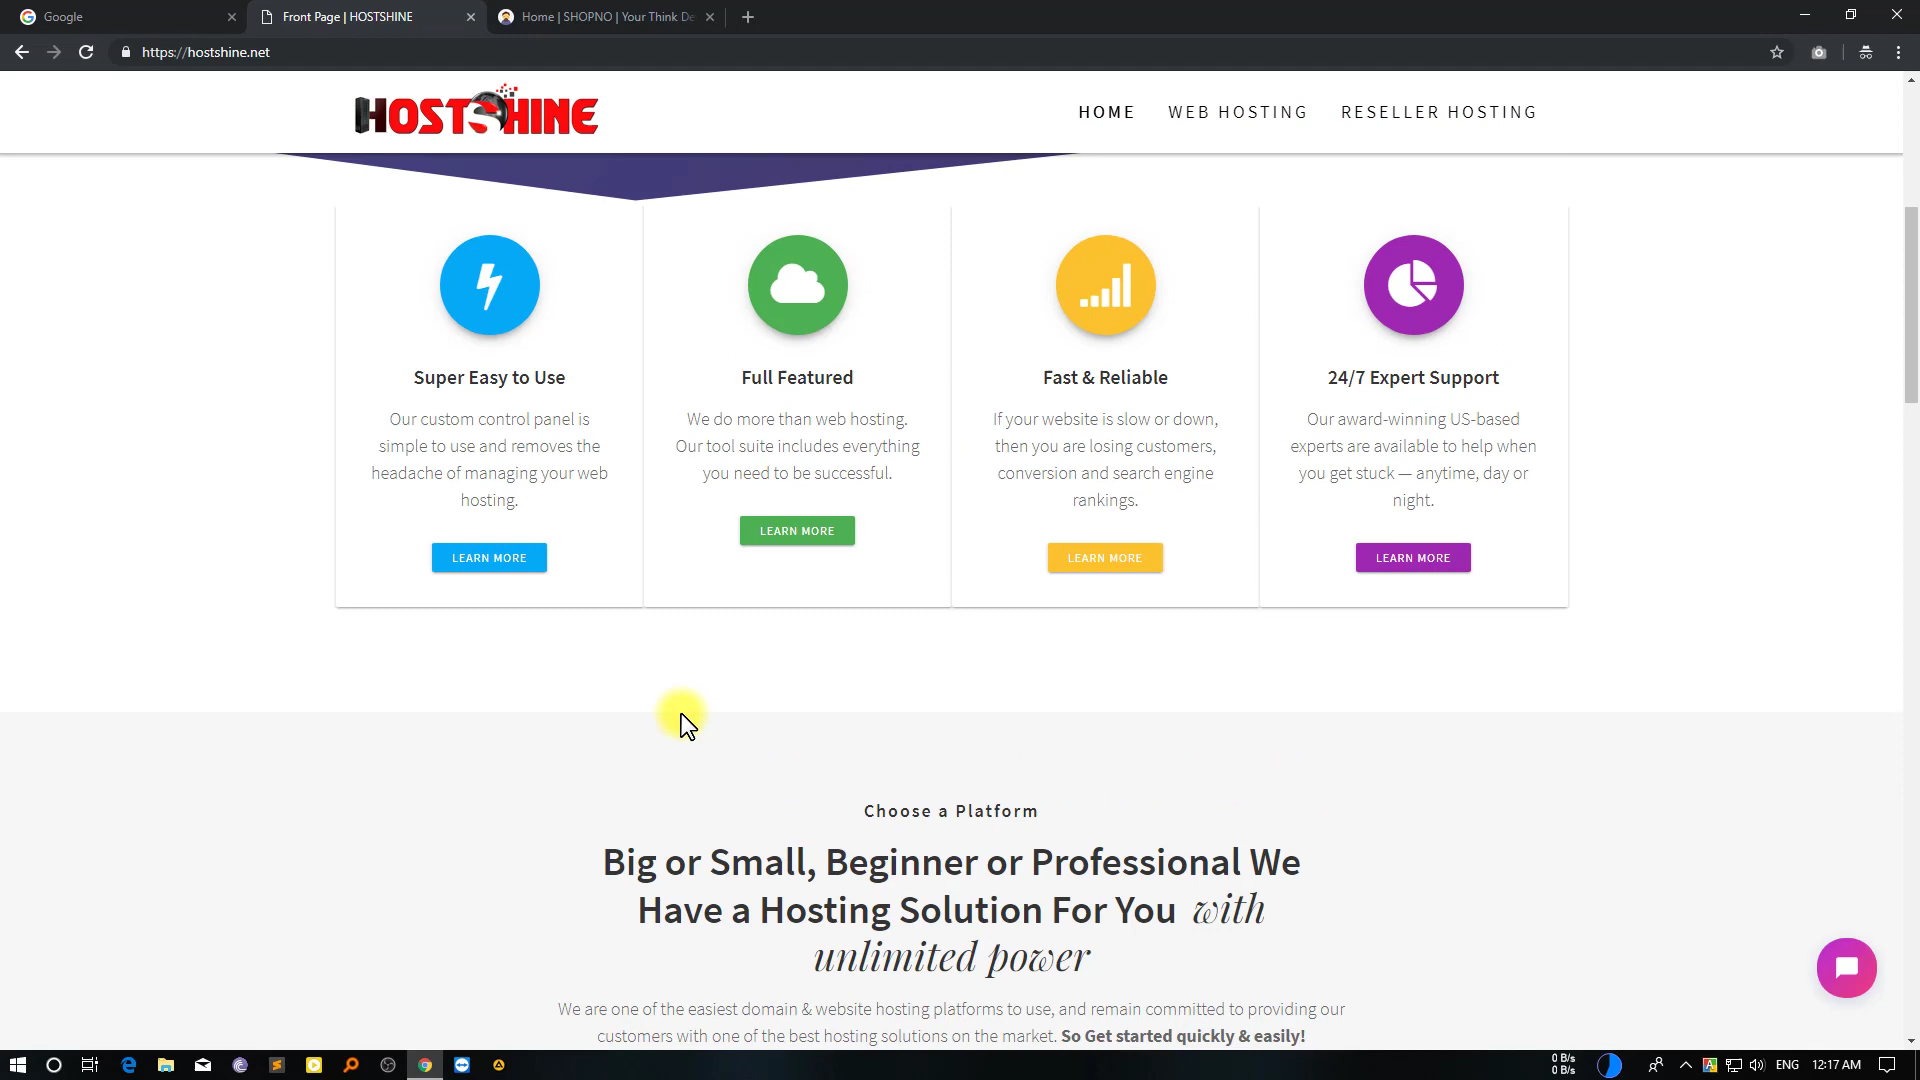 Google
Front Page | HOSTSHINE
Home | SHOPNO | Your Think De
https://hostshine.net
HOSTSHINE
HOME WEB HOSTING RESELLER HOSTING
Super Easy to Use
Our custom control panel is
simple to use and removes the
headache of managing your web
hosting.
LEARN MORE
Full Featured
We do more than web hosting.
Our tool suite includes everything
you need to be successful.
LEARN MORE
Fast & Reliable
If your website is slow or down,
then you are losing customers,
conversion and search engine
rankings.
LEARN MORE
24/7 Expert Support
Our award-winning US-based
experts are available to help when
you get stuck — anytime, day or
night.
LEARN MORE
Choose a Platform
Big or Small, Beginner or Professional We
Have a Hosting Solution For You with
unlimited power
We are one of the easiest domain & website hosting platforms to use, and remain committed to providing our
customers with one of the best hosting solutions on the market. So Get started quickly & easily!
0 B/s
0 B/s
ENG
12:17 AM